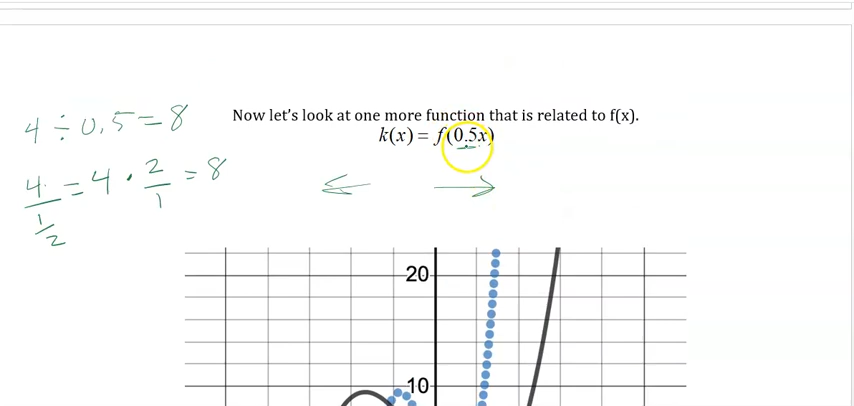 Now let's look at one more function that is related to f(x).
k(x) = f(0.5x)
4 ÷ 0.5 = 8
4/(1/2) = 4 · 2/1 = 8
20
10